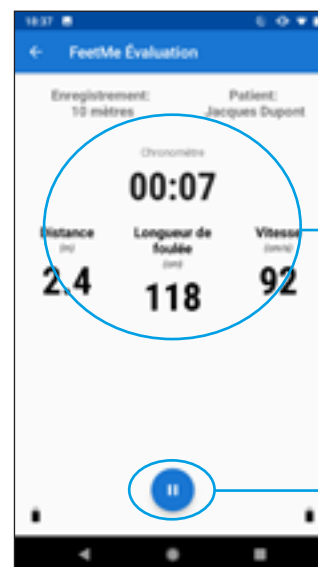 18:37
FeetMe Évaluation
Enregistrement:
10 mètres
Patient:
Jacques Dupont
Chronomètre
00:07
Distance
(m)
2.4
Longueur de
foulée
(cm)
118
Vitesse
(cm/s)
92